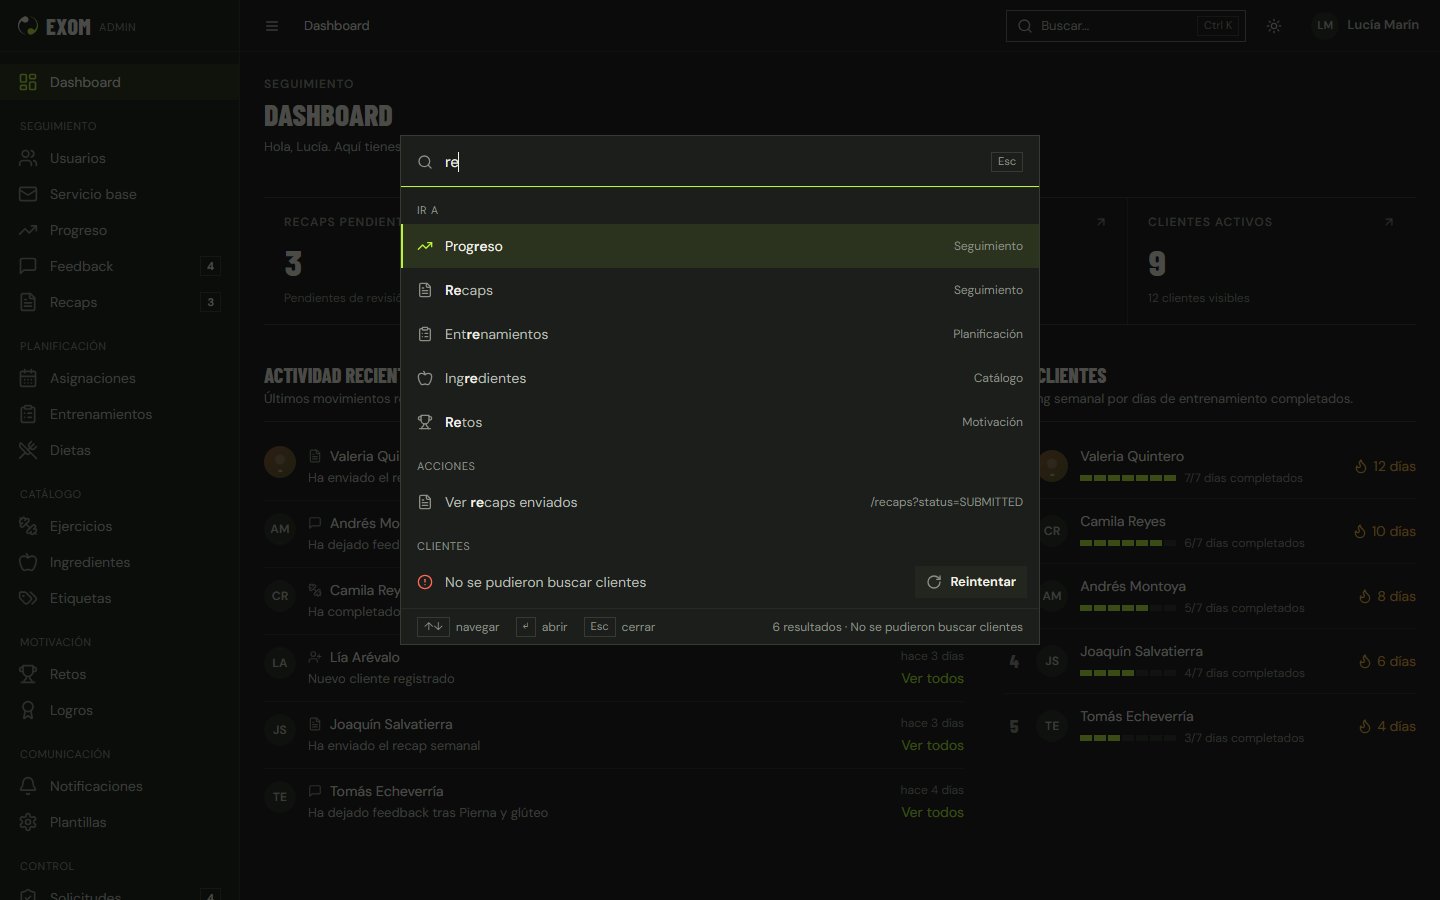 EXOM ADMIN
Dashboard
Buscar...
Ctrl K
LM
Lucía Marín
Dashboard
SEGUIMIENTO
Usuarios
Servicio base
Progreso
Feedback 4
Recaps 3
PLANIFICACIÓN
Asignaciones
Entrenamientos
Dietas
CATÁLOGO
Ejercicios
Ingredientes
Etiquetas
MOTIVACIÓN
Retos
Logros
COMUNICACIÓN
Notificaciones
Plantillas
CONTROL
Solicitudes 4
SEGUIMIENTO
DASHBOARD
Hola, Lucía. Aquí tienes
RECAPS PENDIENT
3
Pendientes de revisió
CLIENTES ACTIVOS
9
12 clientes visibles
re
Esc
IR A
Progreso Seguimiento
Recaps Seguimiento
Entrenamientos Planificación
Ingredientes Catálogo
Retos Motivación
ACCIONES
Ver recaps enviados /recaps?status=SUBMITTED
CLIENTES
No se pudieron buscar clientes Reintentar
↑↓ navegar ↵ abrir Esc cerrar 6 resultados · No se pudieron buscar clientes
ACTIVIDAD RECIENT
Últimos movimientos r
Valeria Qui
Ha enviado el re
AM Andrés Mo
Ha dejado feed
CR Camila Rey
Ha completado
LA Lía Arévalo hace 3 días
Nuevo cliente registrado Ver todos
JS Joaquín Salvatierra hace 3 días
Ha enviado el recap semanal Ver todos
TE Tomás Echeverría hace 4 días
Ha dejado feedback tras Pierna y glúteo Ver todos
CLIENTES
ng semanal por días de entrenamiento completados.
Valeria Quintero
7/7 días completados
12 días
CR Camila Reyes
6/7 días completados
10 días
AM Andrés Montoya
5/7 días completados
8 días
4 JS Joaquín Salvatierra
4/7 días completados
6 días
5 TE Tomás Echeverría
3/7 días completados
4 días